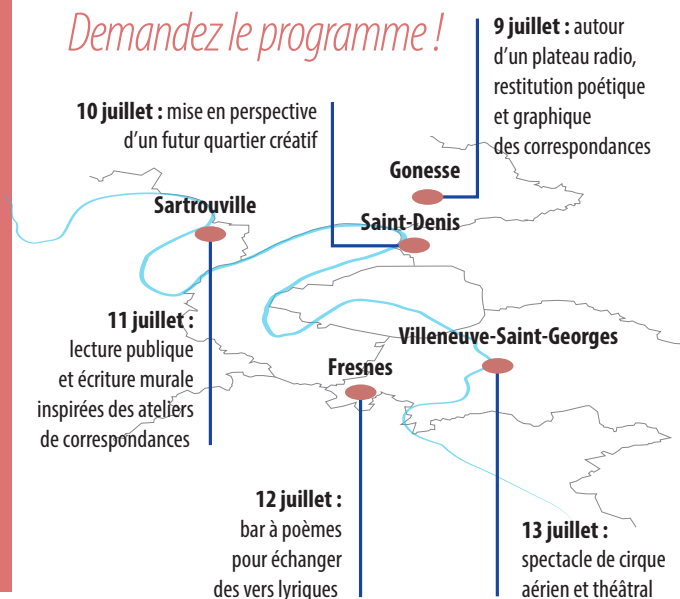 Demandez le programme !
9 juillet : autour
d'un plateau radio,
restitution poétique
et graphique
des correspondances
10 juillet : mise en perspective
d'un futur quartier créatif
Gonesse
Sartrouville
Saint-Denis
11 juillet :
lecture publique
et écriture murale
inspirées des ateliers
de correspondances
Villeneuve-Saint-Georges
Fresnes
12 juillet :
bar à poèmes
pour échanger
des vers lyriques
13 juillet :
spectacle de cirque
aérien et théâtral